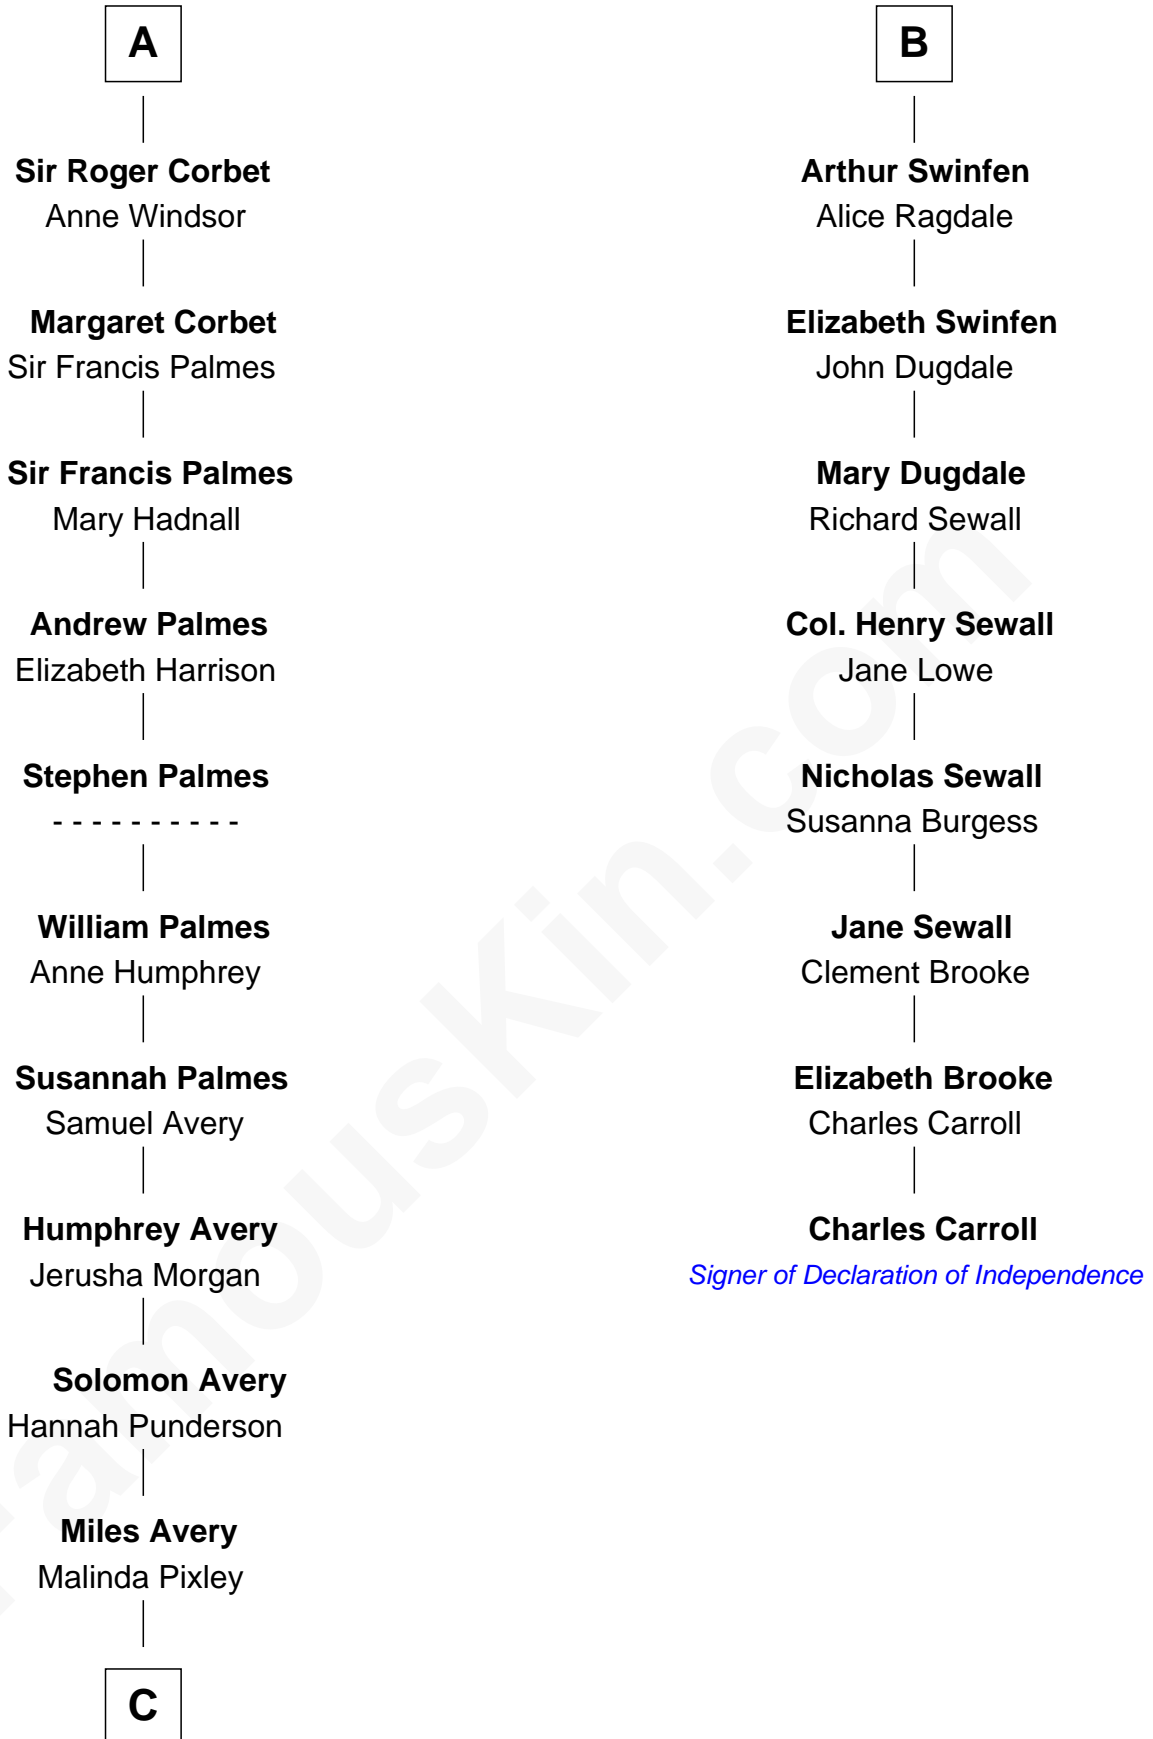 A
Sir Roger Corbet
Anne Windsor
Margaret Corbet
Sir Francis Palmes
Sir Francis Palmes
Mary Hadnall
Andrew Palmes
Elizabeth Harrison
Stephen Palmes
- - - - - - - - - -
William Palmes
Anne Humphrey
Susannah Palmes
Samuel Avery
Humphrey Avery
Jerusha Morgan
Solomon Avery
Hannah Punderson
Miles Avery
Malinda Pixley
C
B
Arthur Swinfen
Alice Ragdale
Elizabeth Swinfen
John Dugdale
Mary Dugdale
Richard Sewall
Col. Henry Sewall
Jane Lowe
Nicholas Sewall
Susanna Burgess
Jane Sewall
Clement Brooke
Elizabeth Brooke
Charles Carroll
Charles Carroll
Signer of Declaration of Independence
FamousKin.com